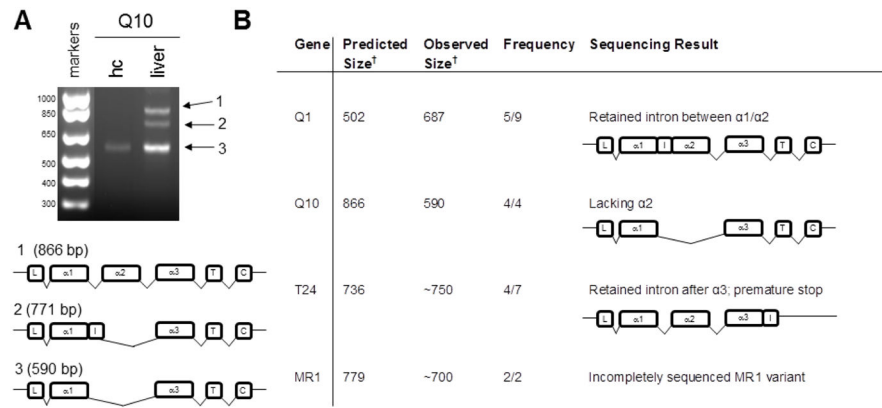 A
Q10
markers
hc
liver
1000
850
650
500
400
300
1
2
3
1 (866 bp)
L α1 α2 α3 T C
2 (771 bp)
L α1 I α3 T C
3 (590 bp)
L α1 α3 T C
B
Gene Predicted Size† Observed Size† Frequency Sequencing Result
Q1 502 687 5/9 Retained intron between α1/α2
L α1 I α2 α3 T C
Q10 866 590 4/4 Lacking α2
L α1 α3 T C
T24 736 ~750 4/7 Retained intron after α3; premature stop
L α1 α2 α3 I
MR1 779 ~700 2/2 Incompletely sequenced MR1 variant